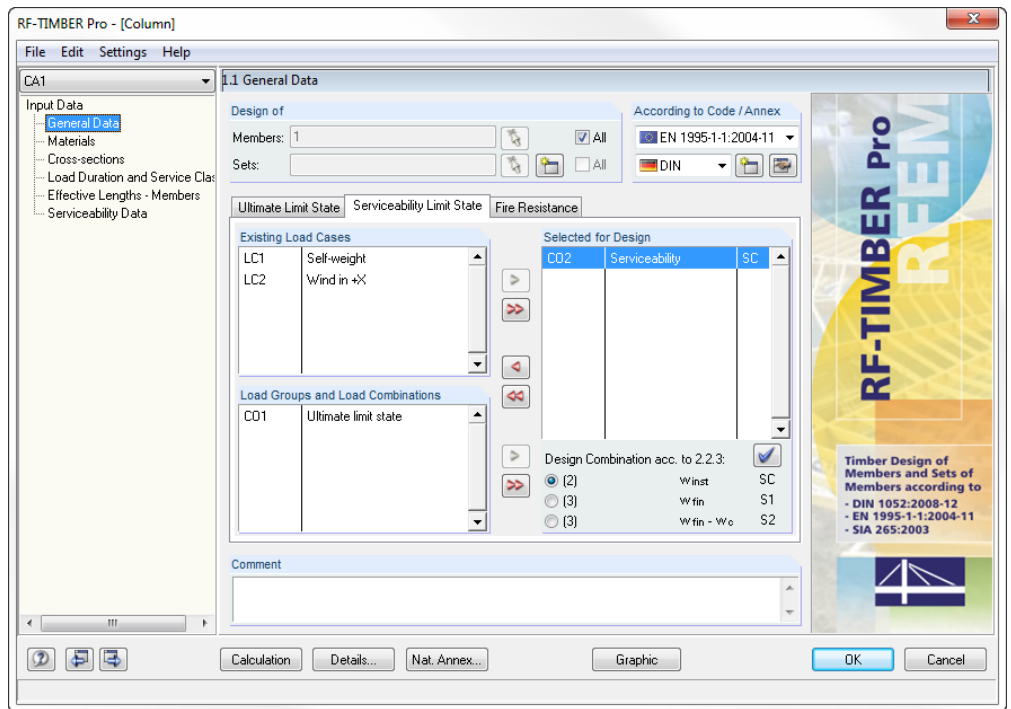 RF-TIMBER Pro - [Column]
File Edit Settings Help
CA1
Input Data
General Data
Materials
Cross-sections
Load Duration and Service Clas
Effective Lengths - Members
Serviceability Data
1.1 General Data
Design of
Members: 1 All
Sets: All
According to Code / Annex
EN 1995-1-1:2004-11
DIN
Ultimate Limit State Serviceability Limit State Fire Resistance
Existing Load Cases
LC1 Self-weight
LC2 Wind in +X
Load Groups and Load Combinations
CO1 Ultimate limit state
Selected for Design
CO2 Serviceability SC
Design Combination acc. to 2.2.3:
(2) w inst SC
(3) w fin S1
(3) w fin - w c S2
Comment
RF-TIMBER Pro
RFEM
Timber Design of
Members and Sets of
Members according to
- DIN 1052:2008-12
- EN 1995-1-1:2004-11
- SIA 265:2003
Calculation Details... Nat. Annex... Graphic OK Cancel